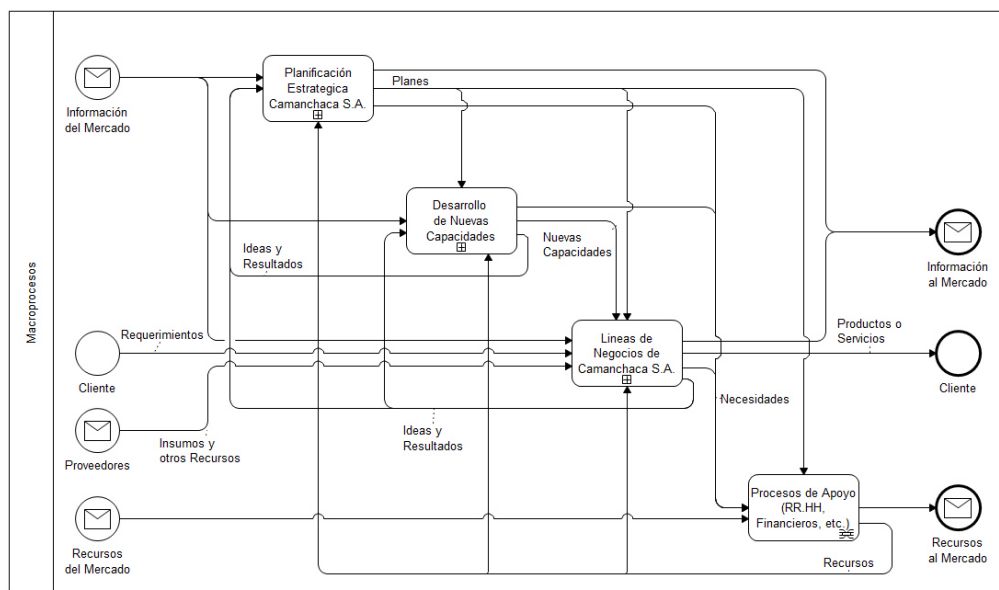 Macroprocesos
Información
del Mercado
Planificación
Estrategica
Camanchaca S.A.
Planes
Desarrollo
de Nuevas
Capacidades
Ideas y
Resultados
Nuevas
Capacidades
Información
al Mercado
Requerimientos
Cliente
Lineas de
Negocios de
Camanchaca S.A.
Productos o
Servicios
Cliente
Necesidades
Ideas y
Resultados
Insumos y
otros Recursos
Proveedores
Procesos de Apoyo
(RR.HH,
Financieros, etc.)
Recursos
del Mercado
Recursos
Recursos
al Mercado